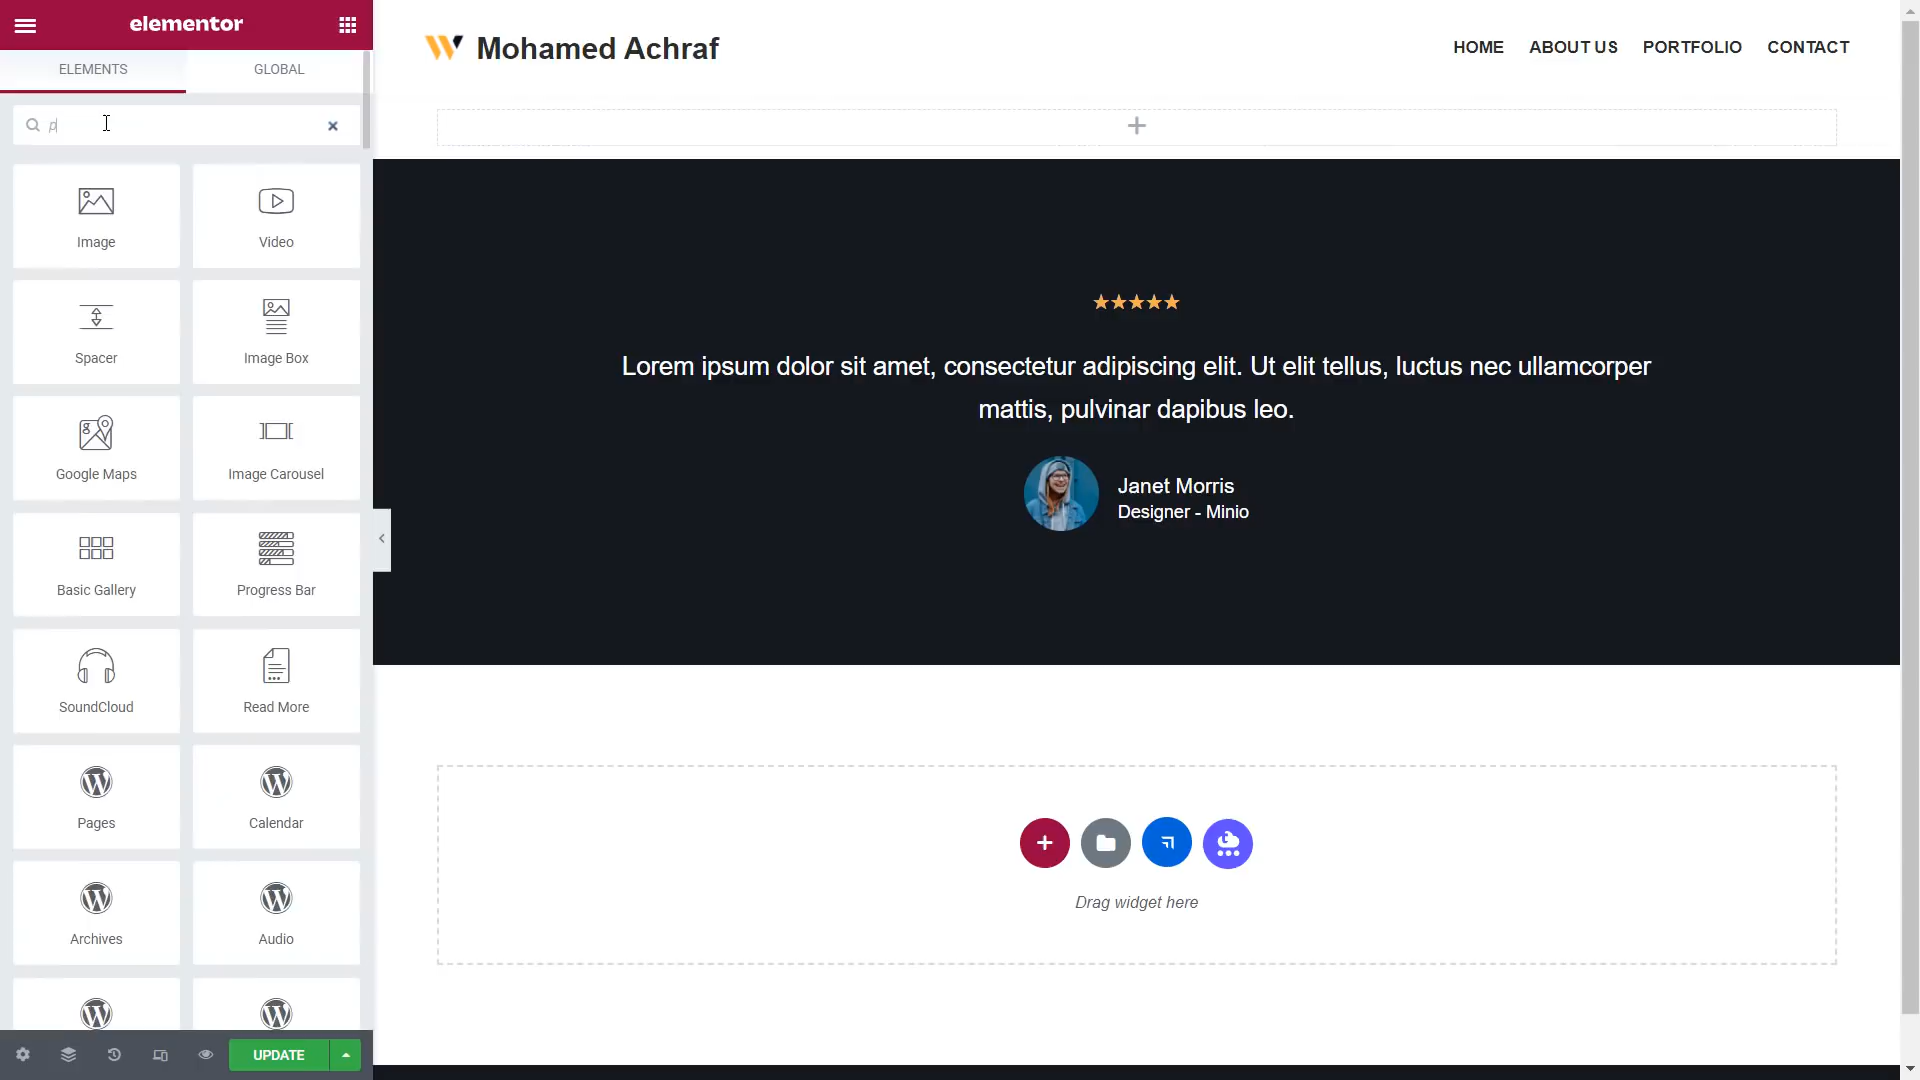 elementor
ELEMENTS
GLOBAL
p
Image
Video
Spacer
Image Box
Google Maps
Image Carousel
Basic Gallery
Progress Bar
SoundCloud
Read More
Pages
Calendar
Archives
Audio
UPDATE
Mohamed Achraf
HOME
ABOUT US
PORTFOLIO
CONTACT
Lorem ipsum dolor sit amet, consectetur adipiscing elit. Ut elit tellus, luctus nec ullamcorper
mattis, pulvinar dapibus leo.
Janet Morris
Designer - Minio
Drag widget here